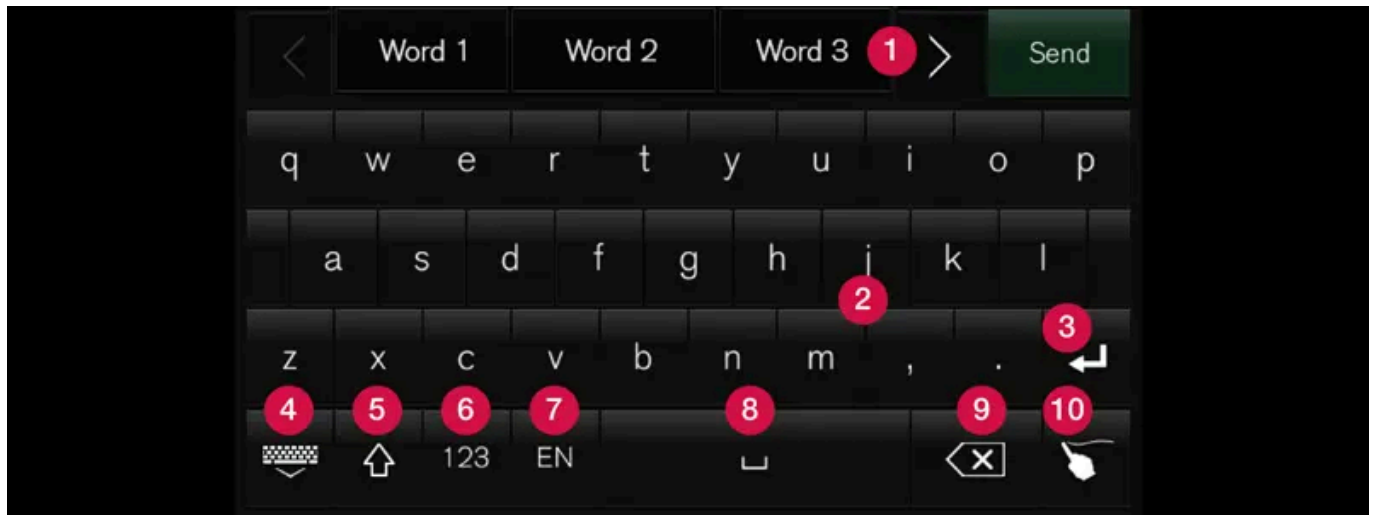 Word 1 Word 2 Word 3 1 Send
q w e r t y u i o p
a s d f g h j k l
2
3
z x c v b n m , .
4 5 6 7 8 9 10
123 EN